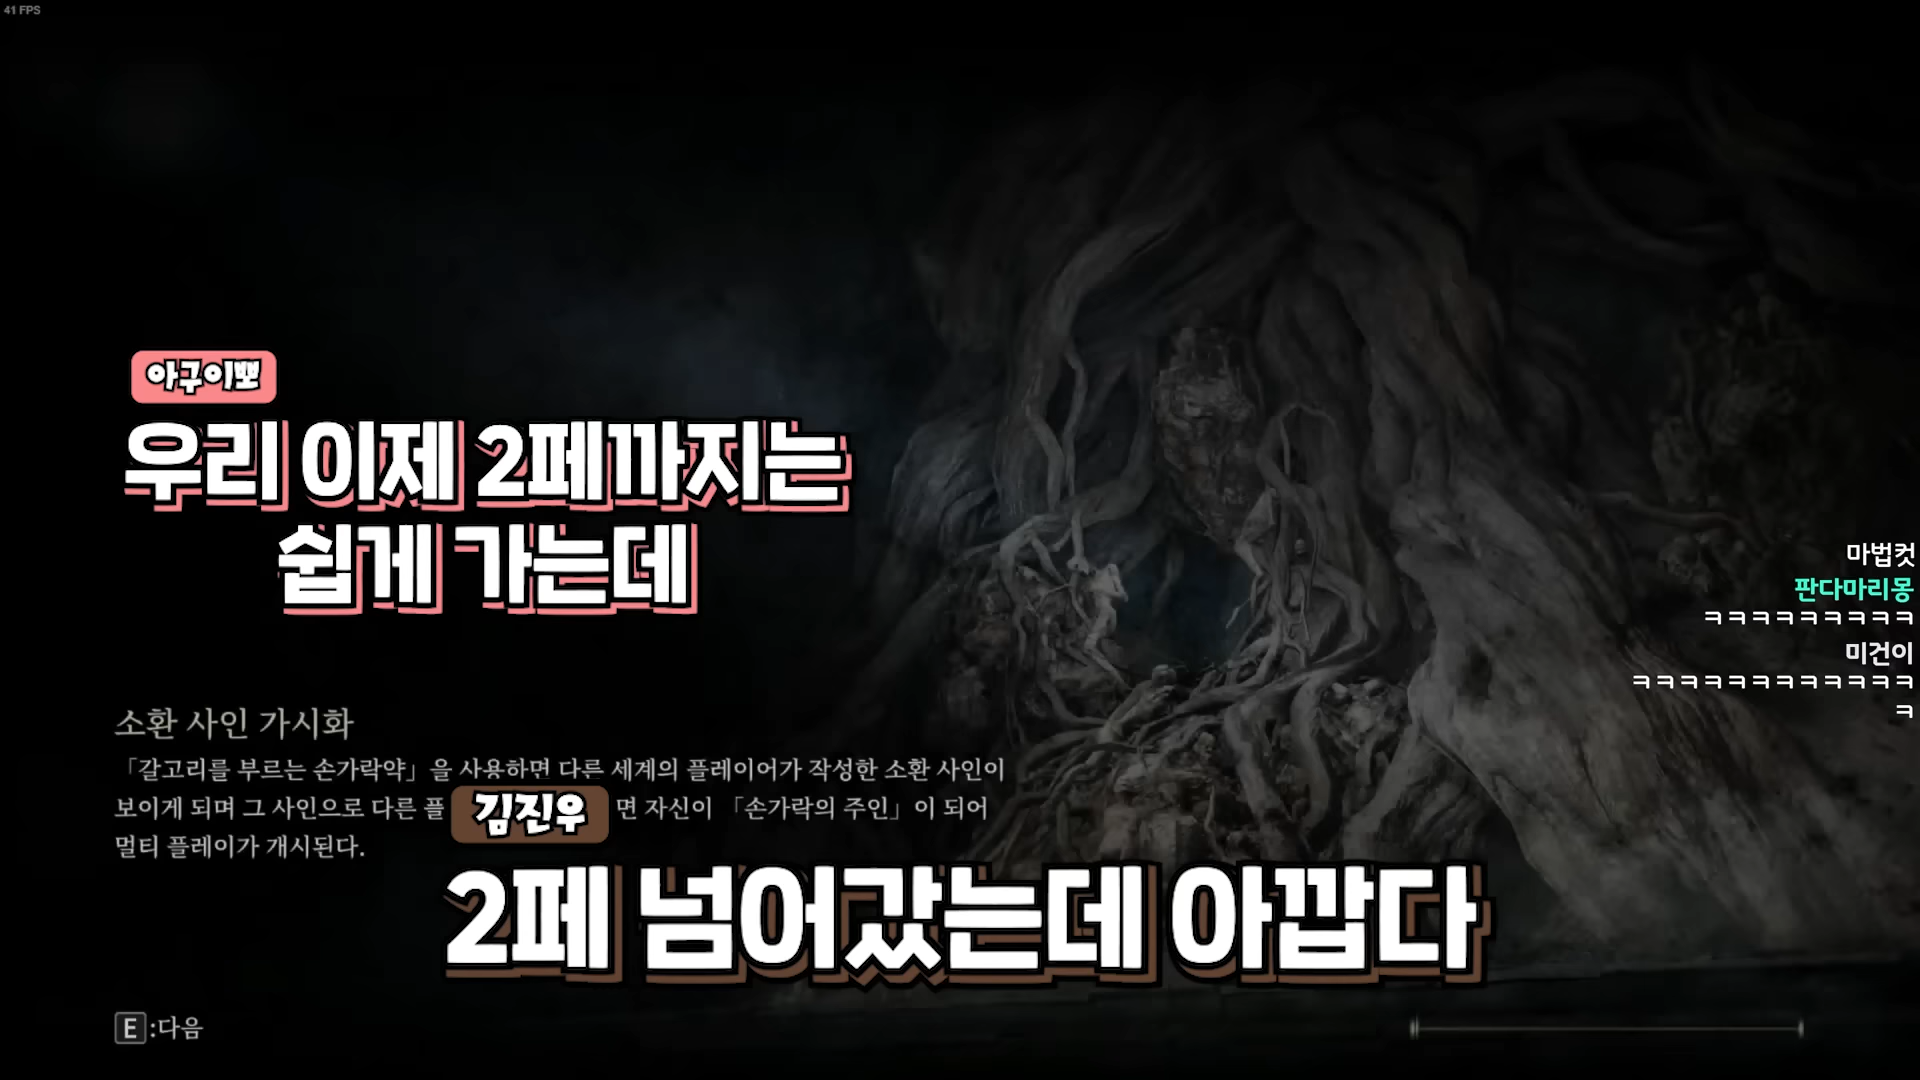 41 FPS
아구이뽀
우리 이제 2페까지는
쉽게 가는데
마법컷
판다마리몽
ㅋㅋㅋㅋㅋㅋㅋㅋㅋ
미건이
ㅋㅋㅋㅋㅋㅋㅋㅋㅋㅋㅋㅋ
ㅋ
소환 사인 가시화
「갈고리를 부르는 손가락약」을 사용하면 다른 세계의 플레이어가 작성한 소환 사인이
보이게 되며 그 사인으로 다른 플
면 자신이 「손가락의 주인」이 되어
멀티 플레이가 개시된다.
김진우
2페 넘어갔는데 아깝다
E:다음